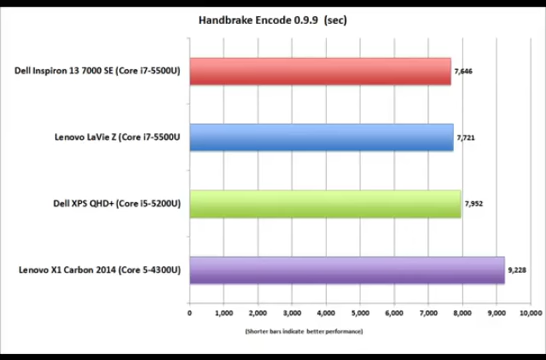 Handbrake Encode 0.9.9 (sec)
Dell Inspiron 13 7000 SE (Core i7-5500U)
7,646
Lenovo LaVie Z (Core i7-5500U
7,721
Dell XPS QHD+ (Core i5-5200U)
7,952
Lenovo X1 Carbon 2014 (Core 5-4300U)
9,228
0 1,000 2,000 3,000 4,000 5,000 6,000 7,000 8,000 9,000 10,000
(Shorter bars indicate better performance)